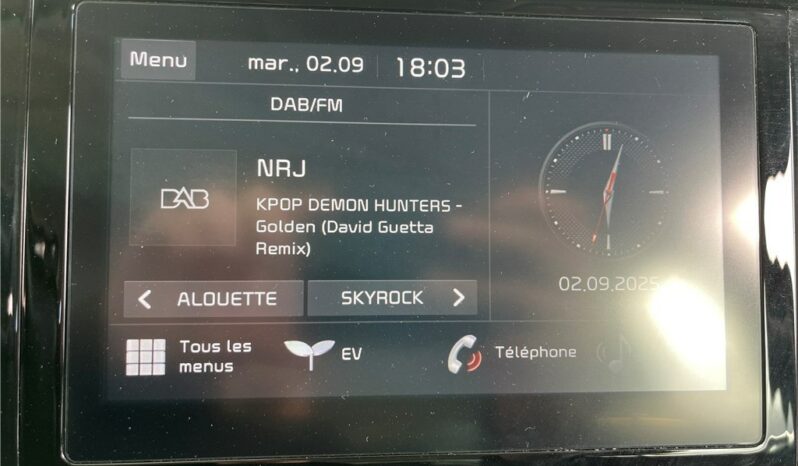 Menu
mar., 02.09
18:03
DAB/FM
DAB
NRJ
KPOP DEMON HUNTERS -
Golden (David Guetta
Remix)
ALOUETTE
SKYROCK
02.09.2025
Tous les
menus
EV
Téléphone